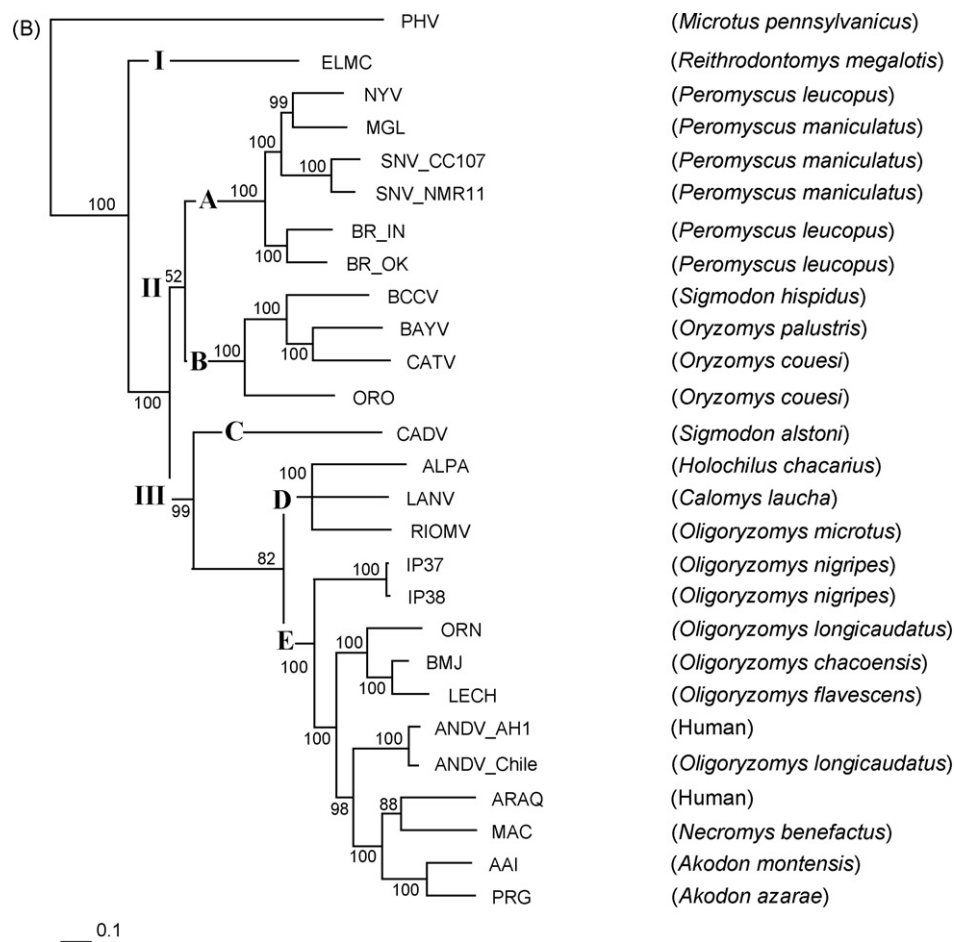 (B)
PHV (Microtus pennsylvanicus)
I ELMC (Reithrodontomys megalotis)
NYV (Peromyscus leucopus)
99
MGL (Peromyscus maniculatus)
100
SNV_CC107 (Peromyscus maniculatus)
100
100 A 100 SNV_NMR11 (Peromyscus maniculatus)
BR_IN (Peromyscus leucopus)
100
BR_OK (Peromyscus leucopus)
52
II
100 BCCV (Sigmodon hispidus)
BAYV (Oryzomys palustris)
100 100
B CATV (Oryzomys couesi)
100 ORO (Oryzomys couesi)
C CADV (Sigmodon alstoni)
100 ALPA (Holochilus chacarius)
III D LANV (Calomys laucha)
99
RIOMV (Oligoryzomys microtus)
82 100 IP37 (Oligoryzomys nigripes)
IP38 (Oligoryzomys nigripes)
ORN (Oligoryzomys longicaudatus)
E
100 BMJ (Oligoryzomys chacoensis)
100 LECH (Oligoryzomys flavescens)
100 ANDV_AH1 (Human)
100
ANDV_Chile (Oligoryzomys longicaudatus)
98 88 ARAQ (Human)
MAC (Necromys benefactus)
100 AAI (Akodon montensis)
100 PRG (Akodon azarae)
0.1